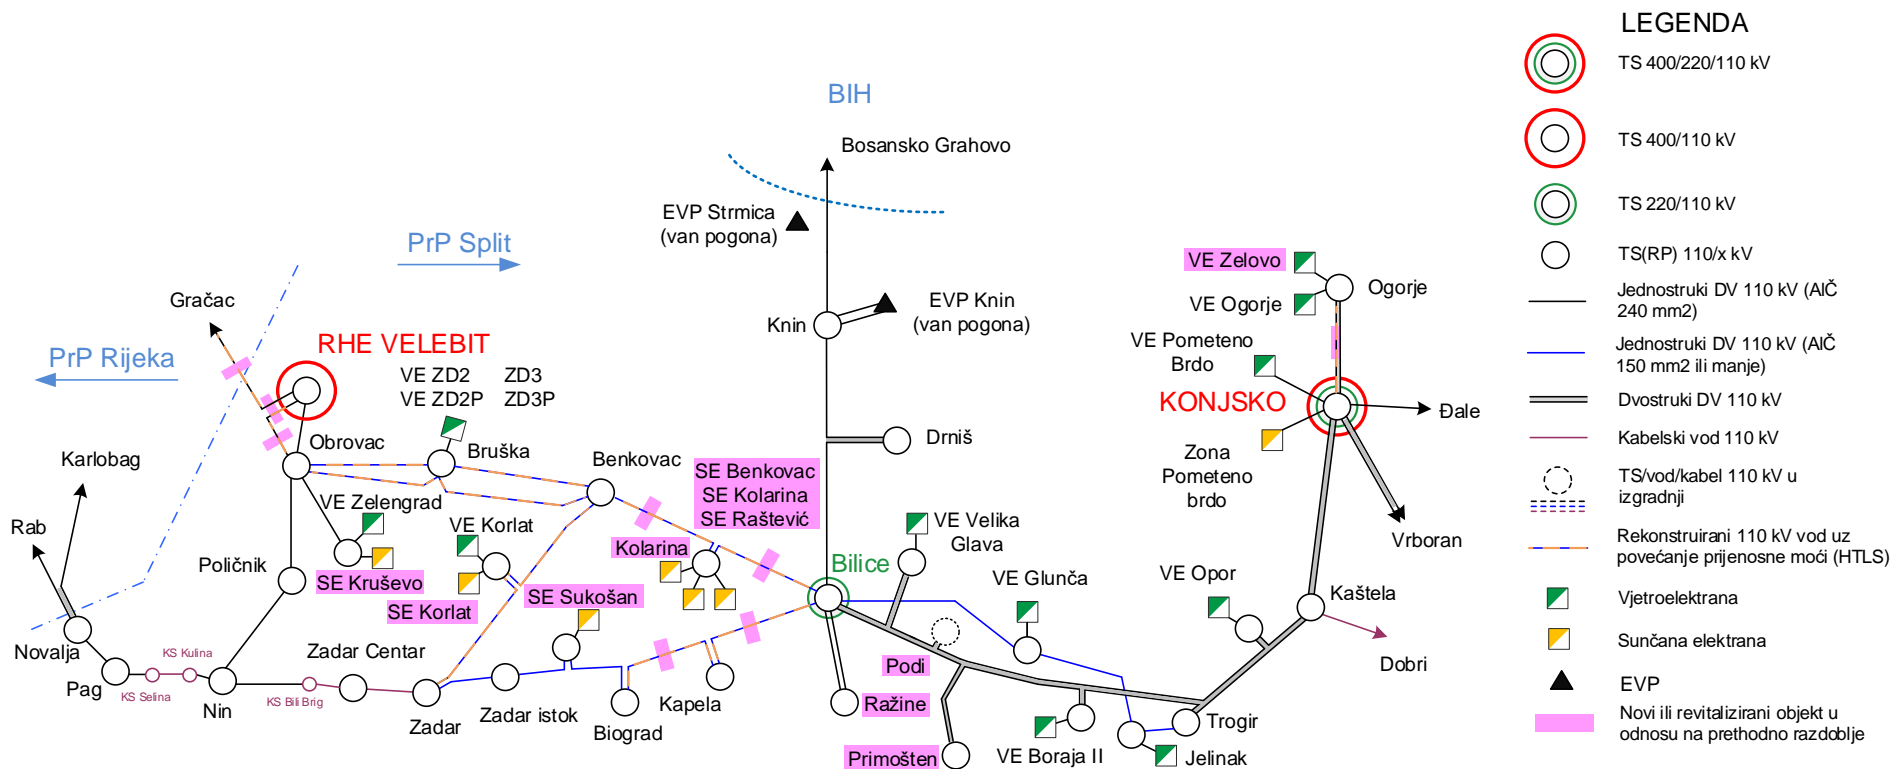 BIH
Bosansko Grahovo
EVP Strmica
(van pogona)
PrP Split
PrP Rijeka
Gračac
RHE VELEBIT
VE ZD2 ZD3
VE ZD2P ZD3P
EVP Knin
(van pogona)
Knin
Drniš
Karlobag
Rab
Obrovac
Bruška
Benkovac
VE Zelengrad
VE Korlat
SE Benkovac
SE Kolarina
SE Raštević
Kolarina
Poličnik
SE Kruševo
SE Korlat
SE Sukošan
Bilice
VE Velika
Glava
VE Glunča
VE Opor
Novalja
Pag
KS Selina
KS Kulina
Nin
KS Bili Brig
Zadar Centar
Zadar
Zadar istok
Biograd
Kapela
Ražine
Podi
Primošten
VE Boraja II
Jelinak
Trogir
Kaštela
Dobri
Vrboran
VE Zelovo
Ogorje
VE Ogorje
VE Pometeno
Brdo
KONJSKO
Đale
Zona
Pometeno
brdo
LEGENDA
TS 400/220/110 kV
TS 400/110 kV
TS 220/110 kV
TS(RP) 110/x kV
Jednostruki DV 110 kV (AIČ
240 mm2)
Jednostruki DV 110 kV (AIČ
150 mm2 ili manje)
Dvostruki DV 110 kV
Kabelski vod 110 kV
TS/vod/kabel 110 kV u
izgradnji
Rekonstruirani 110 kV vod uz
povećanje prijenosne moći (HTLS)
Vjetroelektrana
Sunčana elektrana
EVP
Novi ili revitalizirani objekt u
odnosu na prethodno razdoblje